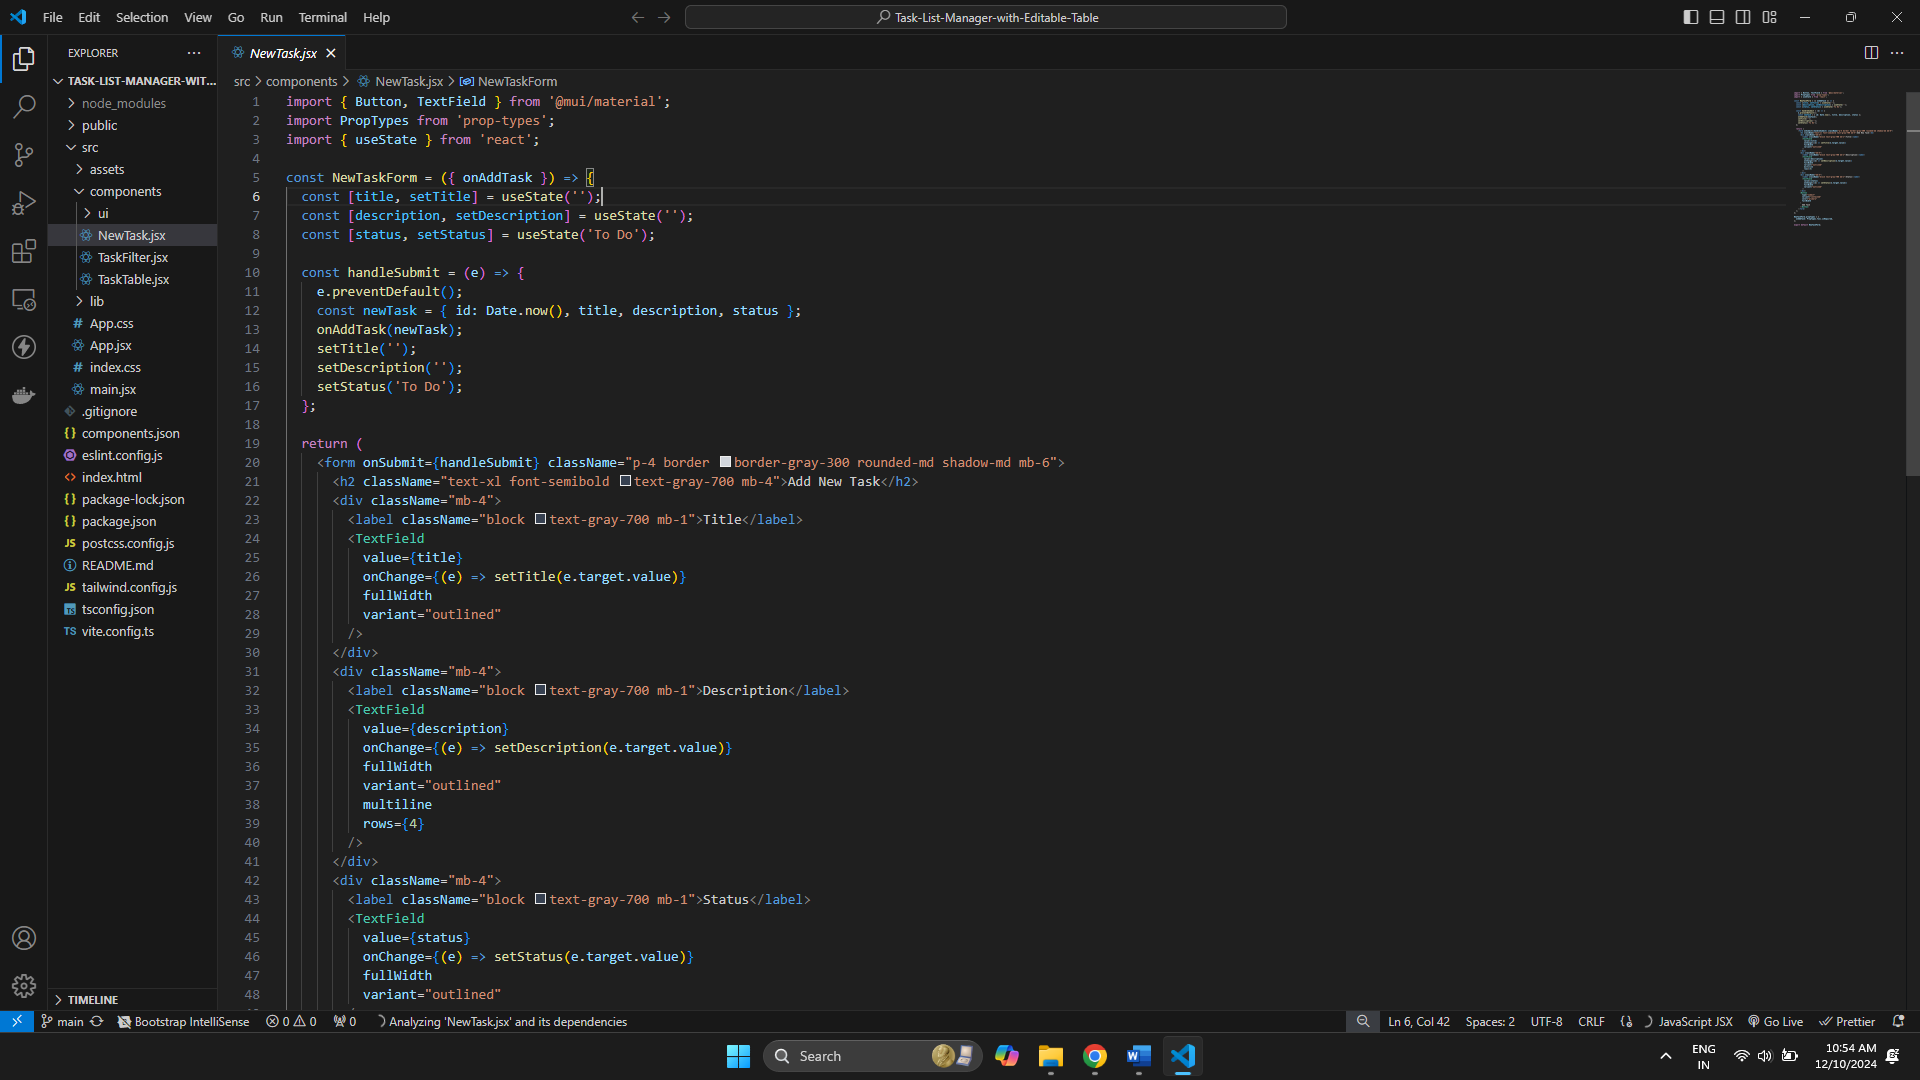 File Edit Selection View Go Run Terminal Help
Task-List-Manager-with-Editable-Table
EXPLORER
TASK-LIST-MANAGER-WIT...
node_modules
public
src
assets
components
ui
NewTask.jsx
TaskFilter.jsx
TaskTable.jsx
lib
# App.css
App.jsx
# index.css
main.jsx
.gitignore
{} components.json
eslint.config.js
<> index.html
{} package-lock.json
{} package.json
JS postcss.config.js
README.md
JS tailwind.config.js
TS tsconfig.json
TS vite.config.ts
TIMELINE
NewTask.jsx
src > components > NewTask.jsx > NewTaskForm
1 import { Button, TextField } from '@mui/material';
2 import PropTypes from 'prop-types';
3 import { useState } from 'react';
4
5 const NewTaskForm = ({ onAddTask }) => {
6 const [title, setTitle] = useState('');
7 const [description, setDescription] = useState('');
8 const [status, setStatus] = useState('To Do');
9
10 const handleSubmit = (e) => {
11 e.preventDefault();
12 const newTask = { id: Date.now(), title, description, status };
13 onAddTask(newTask);
14 setTitle('');
15 setDescription('');
16 setStatus('To Do');
17 };
18
19 return (
20 <form onSubmit={handleSubmit} className="p-4 border border-gray-300 rounded-md shadow-md mb-6">
21 <h2 className="text-xl font-semibold text-gray-700 mb-4">Add New Task</h2>
22 <div className="mb-4">
23 <label className="block text-gray-700 mb-1">Title</label>
24 <TextField
25 value={title}
26 onChange={(e) => setTitle(e.target.value)}
27 fullWidth
28 variant="outlined"
29 />
30 </div>
31 <div className="mb-4">
32 <label className="block text-gray-700 mb-1">Description</label>
33 <TextField
34 value={description}
35 onChange={(e) => setDescription(e.target.value)}
36 fullWidth
37 variant="outlined"
38 multiline
39 rows={4}
40 />
41 </div>
42 <div className="mb-4">
43 <label className="block text-gray-700 mb-1">Status</label>
44 <TextField
45 value={status}
46 onChange={(e) => setStatus(e.target.value)}
47 fullWidth
48 variant="outlined"
main Bootstrap IntelliSense 0 0 0 Analyzing 'NewTask.jsx' and its dependencies
Ln 6, Col 42 Spaces: 2 UTF-8 CRLF {} JavaScript JSX Go Live Prettier
Search
ENG
IN
10:54 AM
12/10/2024